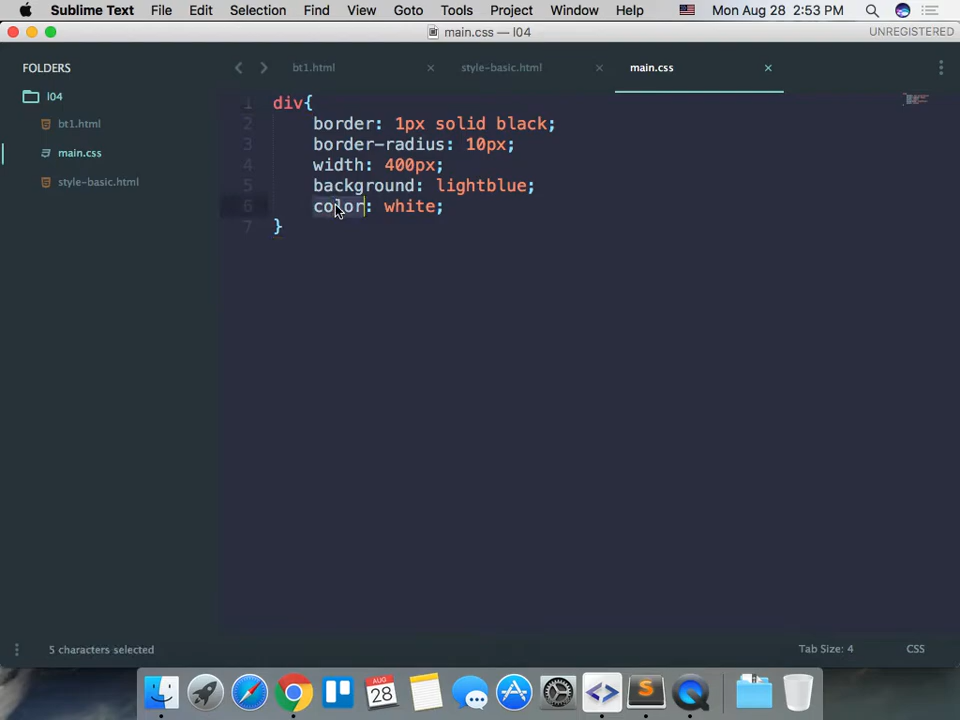 Sublime Text File Edit Selection Find View Goto Tools Project Window Help Mon Aug 28 2:53 PM
main.css — l04 UNREGISTERED
FOLDERS
l04
bt1.html
main.css
style-basic.html
bt1.html × style-basic.html × main.css ×
1 div{
2 border: 1px solid black;
3 border-radius: 10px;
4 width: 400px;
5 background: lightblue;
6 color: white;
7 }
5 characters selected Tab Size: 4 CSS
AUG
28
S